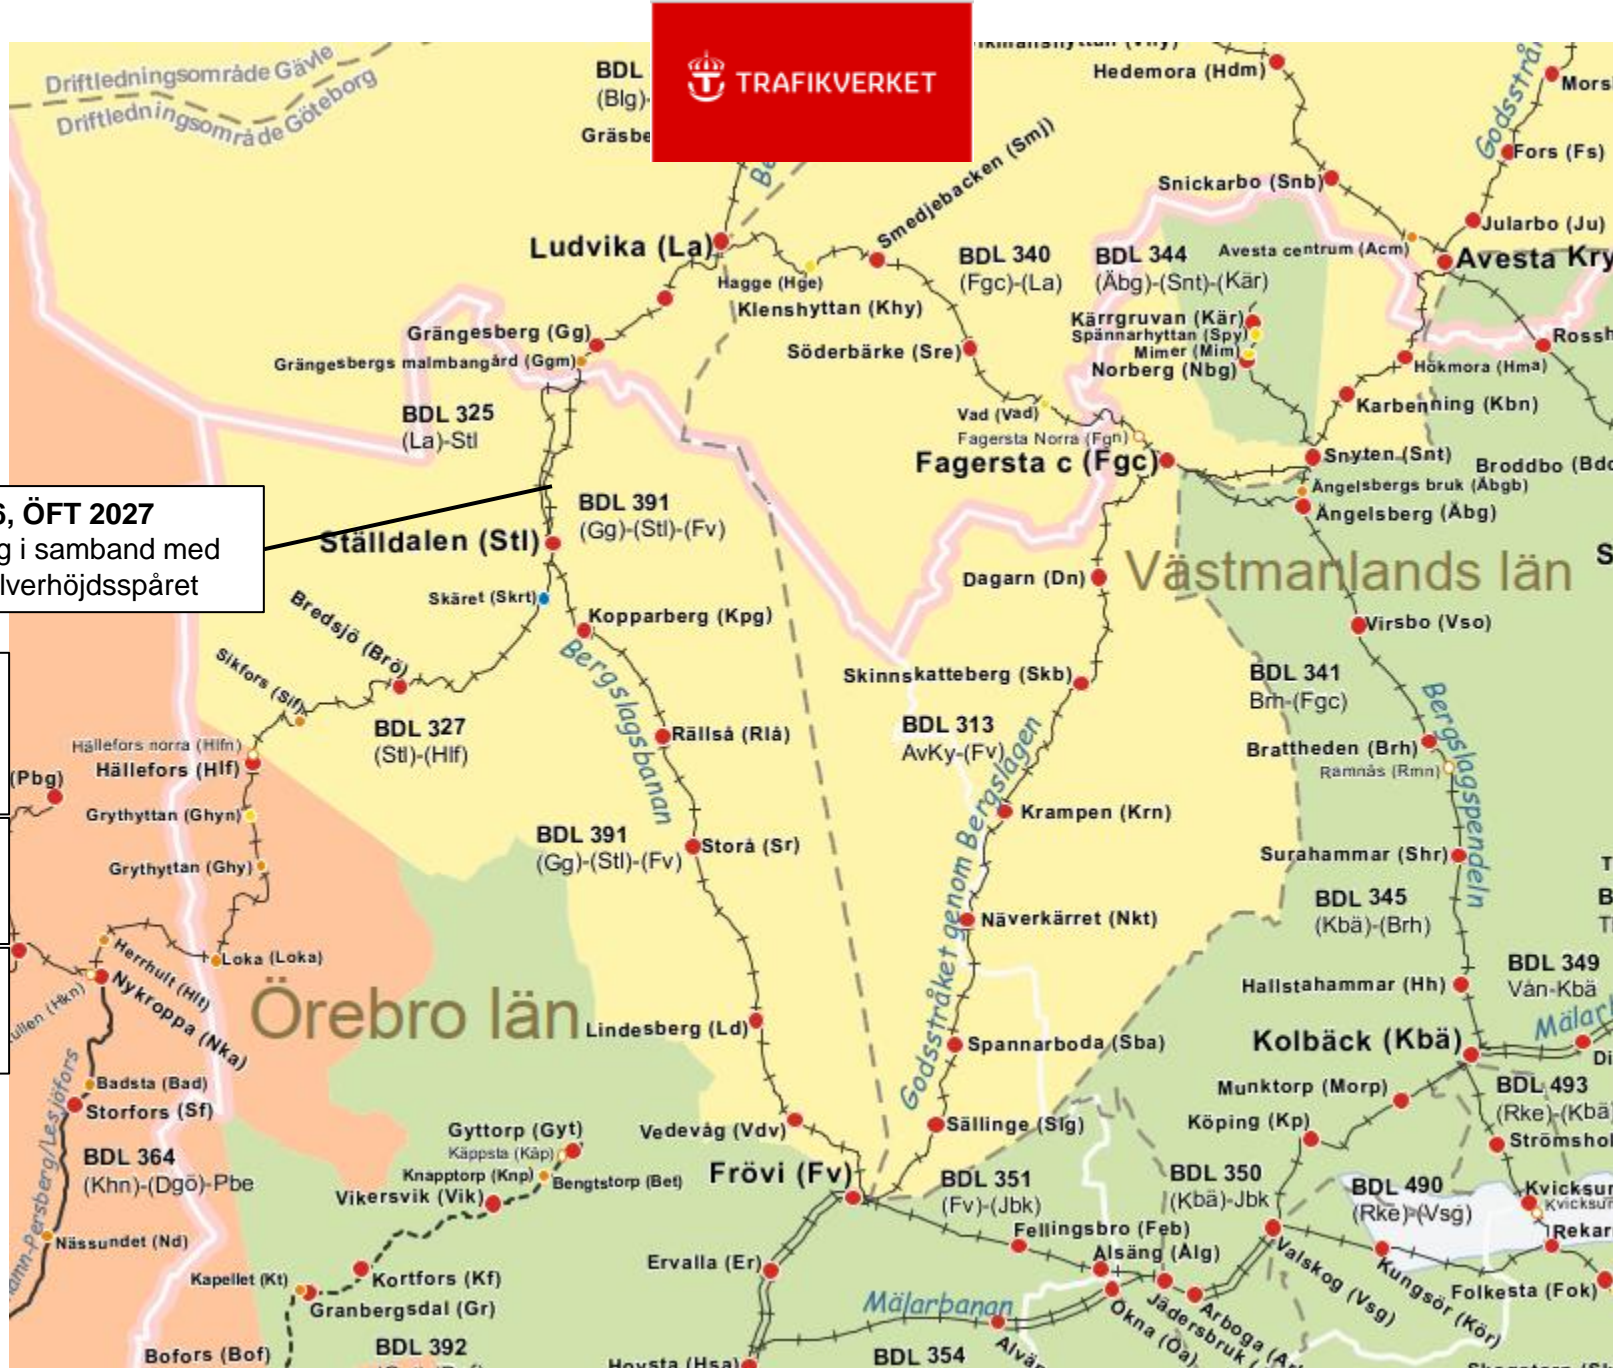 TRAFIKVERKET
Driftledningsområde Gävle
Driftledningsområde Göteborg
BDL
(Blg)-
Hedemora (Hdm)
Mors
Fors (Fs)
Snickarbo (Snb)
Jularbo (Ju)
Smedjebacken (Smj)
Ludvika (La)
Hagge (Hge)
Klenshyttan (Khy)
BDL 340
(Fgc)-(La)
BDL 344
(Äbg)-(Snt)-(Kär)
Avesta centrum (Acm)
Avesta Kry
Grängesberg (Gg)
Grängesbergs malmbangård (Ggm)
Söderbärke (Sre)
Kärrgruvan (Kär)
Spännarhyttan (Spy)
Mimer (Mim)
Norberg (Nbg)
Hökmora (Hma)
Karbenning (Kbn)
BDL 325
(La)-Stl
Vad (Vad)
Fagersta Norra (Fgn)
Fagersta c (Fgc)
Snyten (Snt)
Broddbo (Bdo
Ängelsbergs bruk (Äbgb)
Ängelsberg (Äbg)
6, ÖFT 2027
g i samband med
lverhöjdsspåret
BDL 391
(Gg)-(Stl)-(Fv)
Ställdalen (Stl)
Skäret (Skrt)
Dagarn (Dn)
Västmanlands län
Bredsjö (Brö)
Kopparberg (Kpg)
Virsbo (Vso)
Sikfors (Sif)
Bergslagsbanan
Skinnskatteberg (Skb)
BDL 341
Brh-(Fgc)
Bergslagspendeln
BDL 327
(Stl)-(Hlf)
Rällså (Rlå)
BDL 313
AvKy-(Fv)
Hällefors norra (Hlfn)
Hällefors (Hlf)
(Pbg)
Brattheden (Brh)
Ramnäs (Rmn)
Grythyttan (Ghyn)
Krampen (Krn)
Godsstråket genom Bergslagen
BDL 391
(Gg)-(Stl)-(Fv)
Storå (Sr)
Grythyttan (Ghy)
Surahammar (Shr)
BDL 345
(Kbä)-(Brh)
Näverkärret (Nkt)
Herrhult (Hlt)
Loka (Loka)
Nykroppa (Nka)
BDL 349
Vån-Kbä
Hallstahammar (Hh)
Örebro län
Lindesberg (Ld)
Spannarboda (Sba)
Kolbäck (Kbä)
Badsta (Bad)
Storfors (Sf)
Munktorp (Morp)
BDL 493
(Rke)-(Kbä)
Köping (Kp)
Gyttorp (Gyt)
Käppsta (Kåp)
Vedevåg (Vdv)
Sällinge (Slg)
BDL 364
(Khn)-(Dgö)-Pbe
Knapptorp (Knp)
Bengtstorp (Bet)
Vikersvik (Vik)
Frövi (Fv)
BDL 351
(Fv)-(Jbk)
BDL 350
(Kbä)-Jbk
BDL 490
(Rke)-(Vsg)
Nässundet (Nd)
Fellingsbro (Feb)
Alsäng (Alg)
Ervalla (Er)
Valskog (Vsg)
Kungsör (Kör)
Folkesta (Fok)
Kapellet (Kt)
Kortfors (Kf)
Granbergsdal (Gr)
Mälarbanan
Ökna (Öa)
Jädersbruk
Arboga
Bofors (Bof)
BDL 392
Hovsta (Hsa)
BDL 354